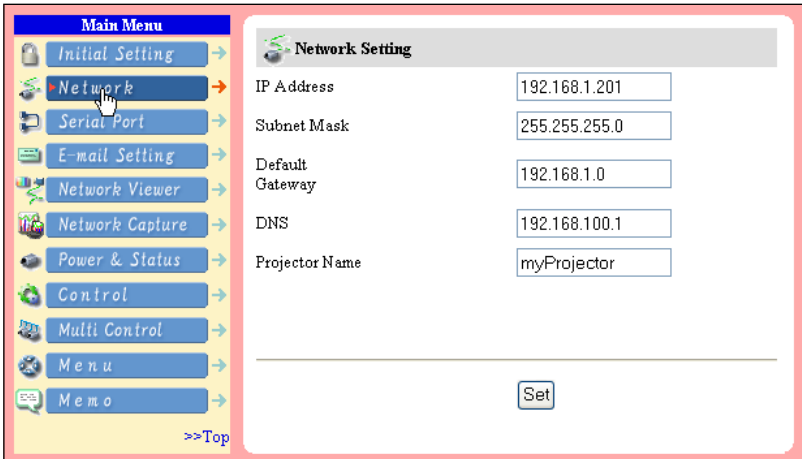 Main Menu
Initial Setting
Network
Serial Port
E-mail Setting
Network Viewer
Network Capture
Power & Status
Control
Multi Control
Menu
Memo
>>Top
Network Setting
IP Address 192.168.1.201
Subnet Mask 255.255.255.0
Default
Gateway 192.168.1.0
DNS 192.168.100.1
Projector Name myProjector
Set